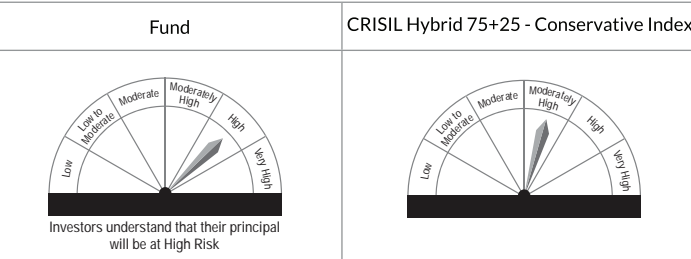 Fund
CRISIL Hybrid 75+25 - Conservative Index
Low
Low to
Moderate
Moderate
Moderately
High
High
Very High
Investors understand that their principal
will be at High Risk
Low
Low to
Moderate
Moderate
Moderately
High
High
Very High